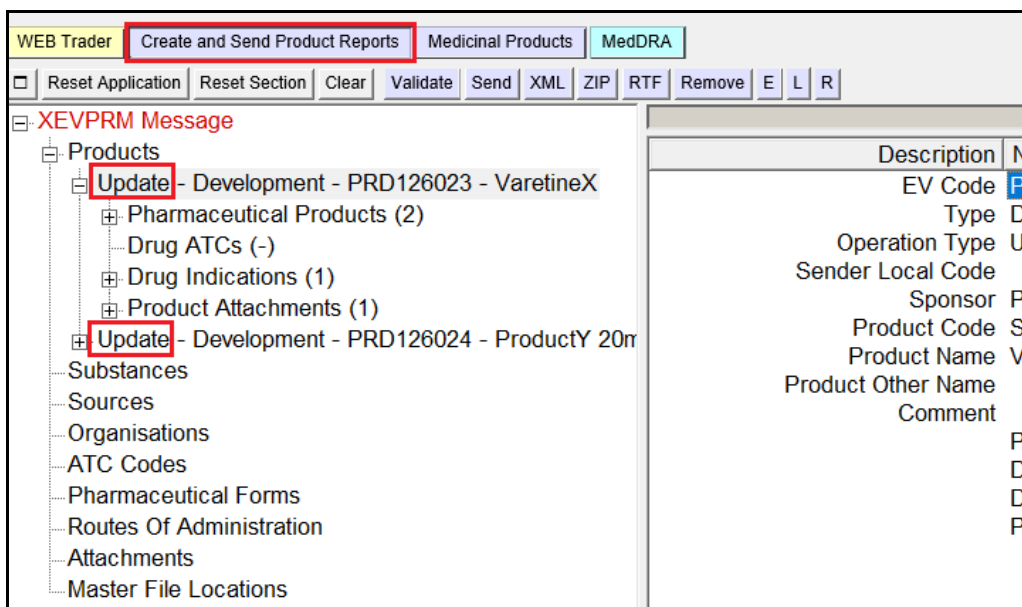 WEB Trader Create and Send Product Reports Medicinal Products MedDRA
Reset Application Reset Section Clear Validate Send XML ZIP RTF Remove E L R
XEVPRM Message
Products
Update - Development - PRD126023 - VaretineX
Pharmaceutical Products (2)
Drug ATCs (-)
Drug Indications (1)
Product Attachments (1)
Update - Development - PRD126024 - ProductY 20m
Substances
Sources
Organisations
ATC Codes
Pharmaceutical Forms
Routes Of Administration
Attachments
Master File Locations
Description N
EV Code P
Type D
Operation Type U
Sender Local Code
Sponsor P
Product Code S
Product Name V
Product Other Name
Comment
P
D
D
P